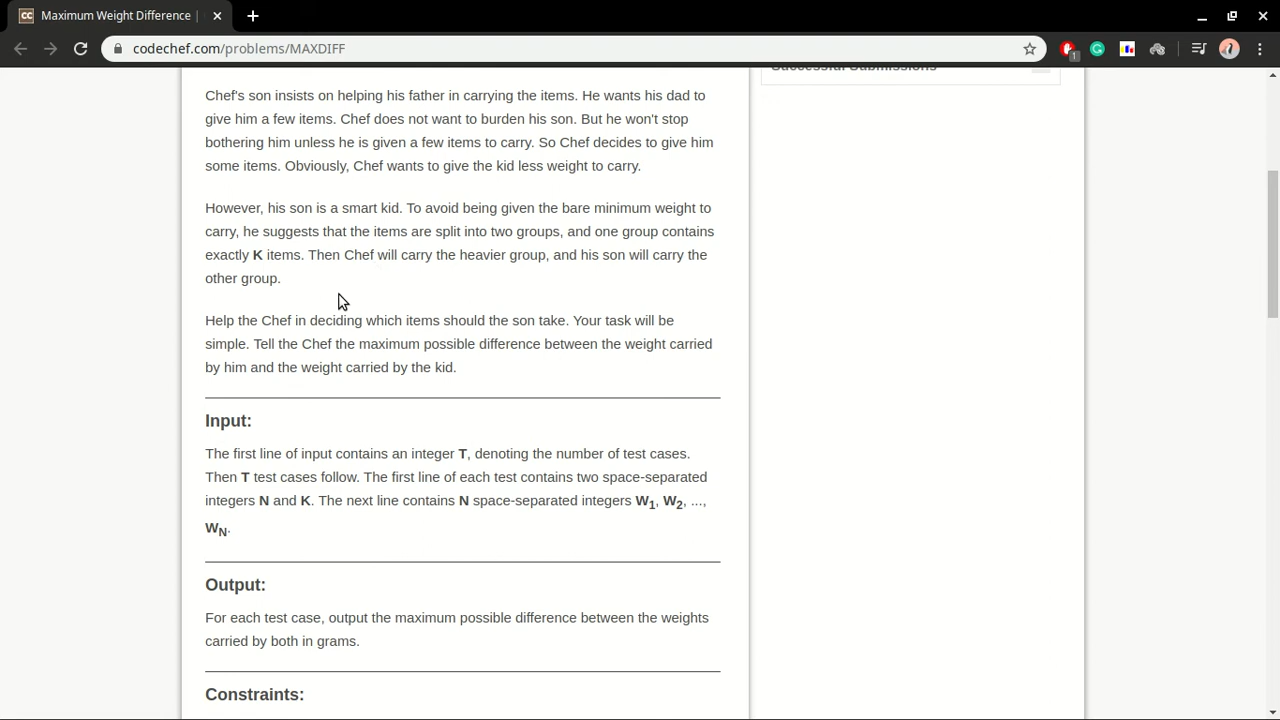 Maximum Weight Difference |
codechef.com/problems/MAXDIFF
1
Successful Submissions
Chef's son insists on helping his father in carrying the items. He wants his dad to
give him a few items. Chef does not want to burden his son. But he won't stop
bothering him unless he is given a few items to carry. So Chef decides to give him
some items. Obviously, Chef wants to give the kid less weight to carry.
However, his son is a smart kid. To avoid being given the bare minimum weight to
carry, he suggests that the items are split into two groups, and one group contains
exactly K items. Then Chef will carry the heavier group, and his son will carry the
other group.
Help the Chef in deciding which items should the son take. Your task will be
simple. Tell the Chef the maximum possible difference between the weight carried
by him and the weight carried by the kid.
Input:
The first line of input contains an integer T, denoting the number of test cases.
Then T test cases follow. The first line of each test contains two space-separated
integers N and K. The next line contains N space-separated integers W1, W2, ...,
WN.
Output:
For each test case, output the maximum possible difference between the weights
carried by both in grams.
Constraints: